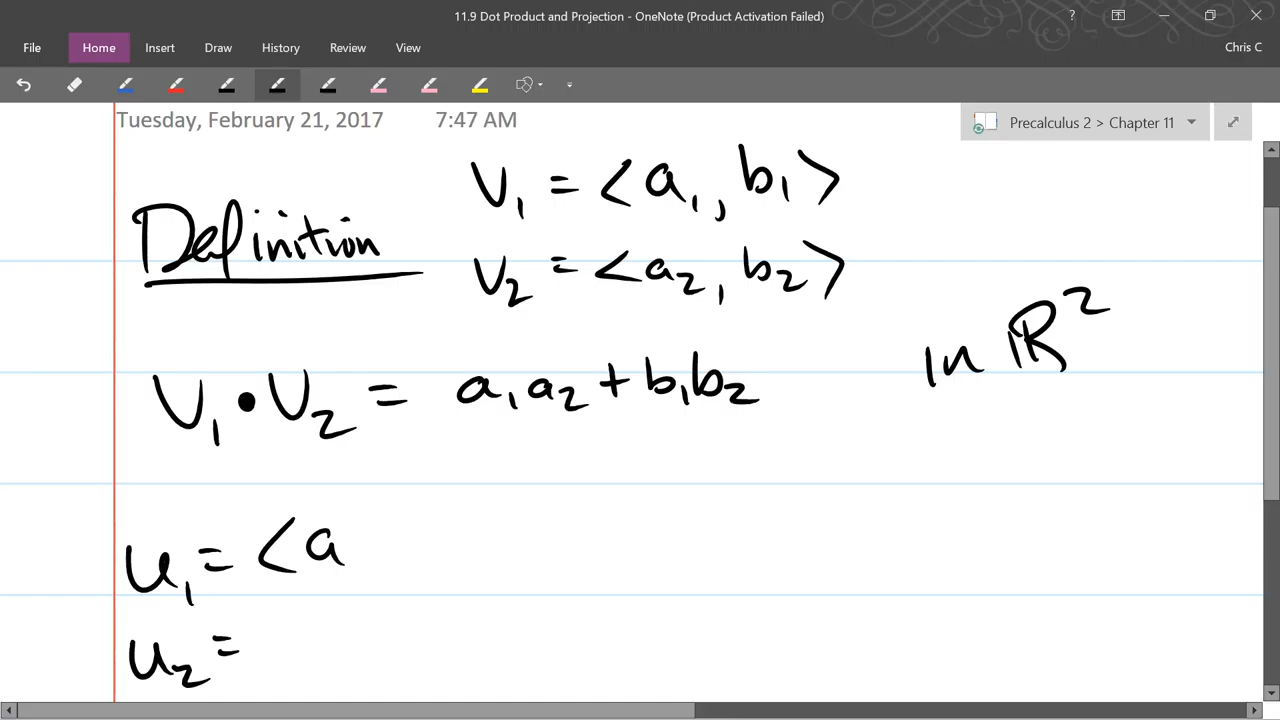 11.9 Dot Product and Projection - OneNote (Product Activation Failed)
File Home Insert Draw History Review View Chris C
Tuesday, February 21, 2017 7:47 AM
Precalculus 2 > Chapter 11
V₁ = <a₁, b₁>
Definition
V₂ = <a₂, b₂>
in ℝ²
V₁ • V₂ = a₁a₂ + b₁b₂
u₁ = <a
u₂ =